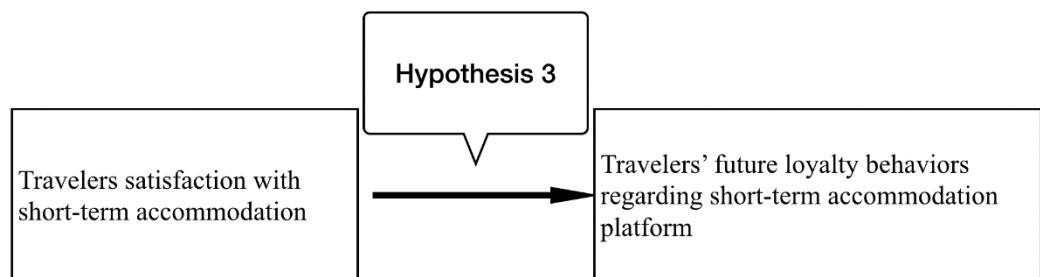 Hypothesis 3
Travelers satisfaction with
short-term accommodation
Travelers’ future loyalty behaviors
regarding short-term accommodation
platform